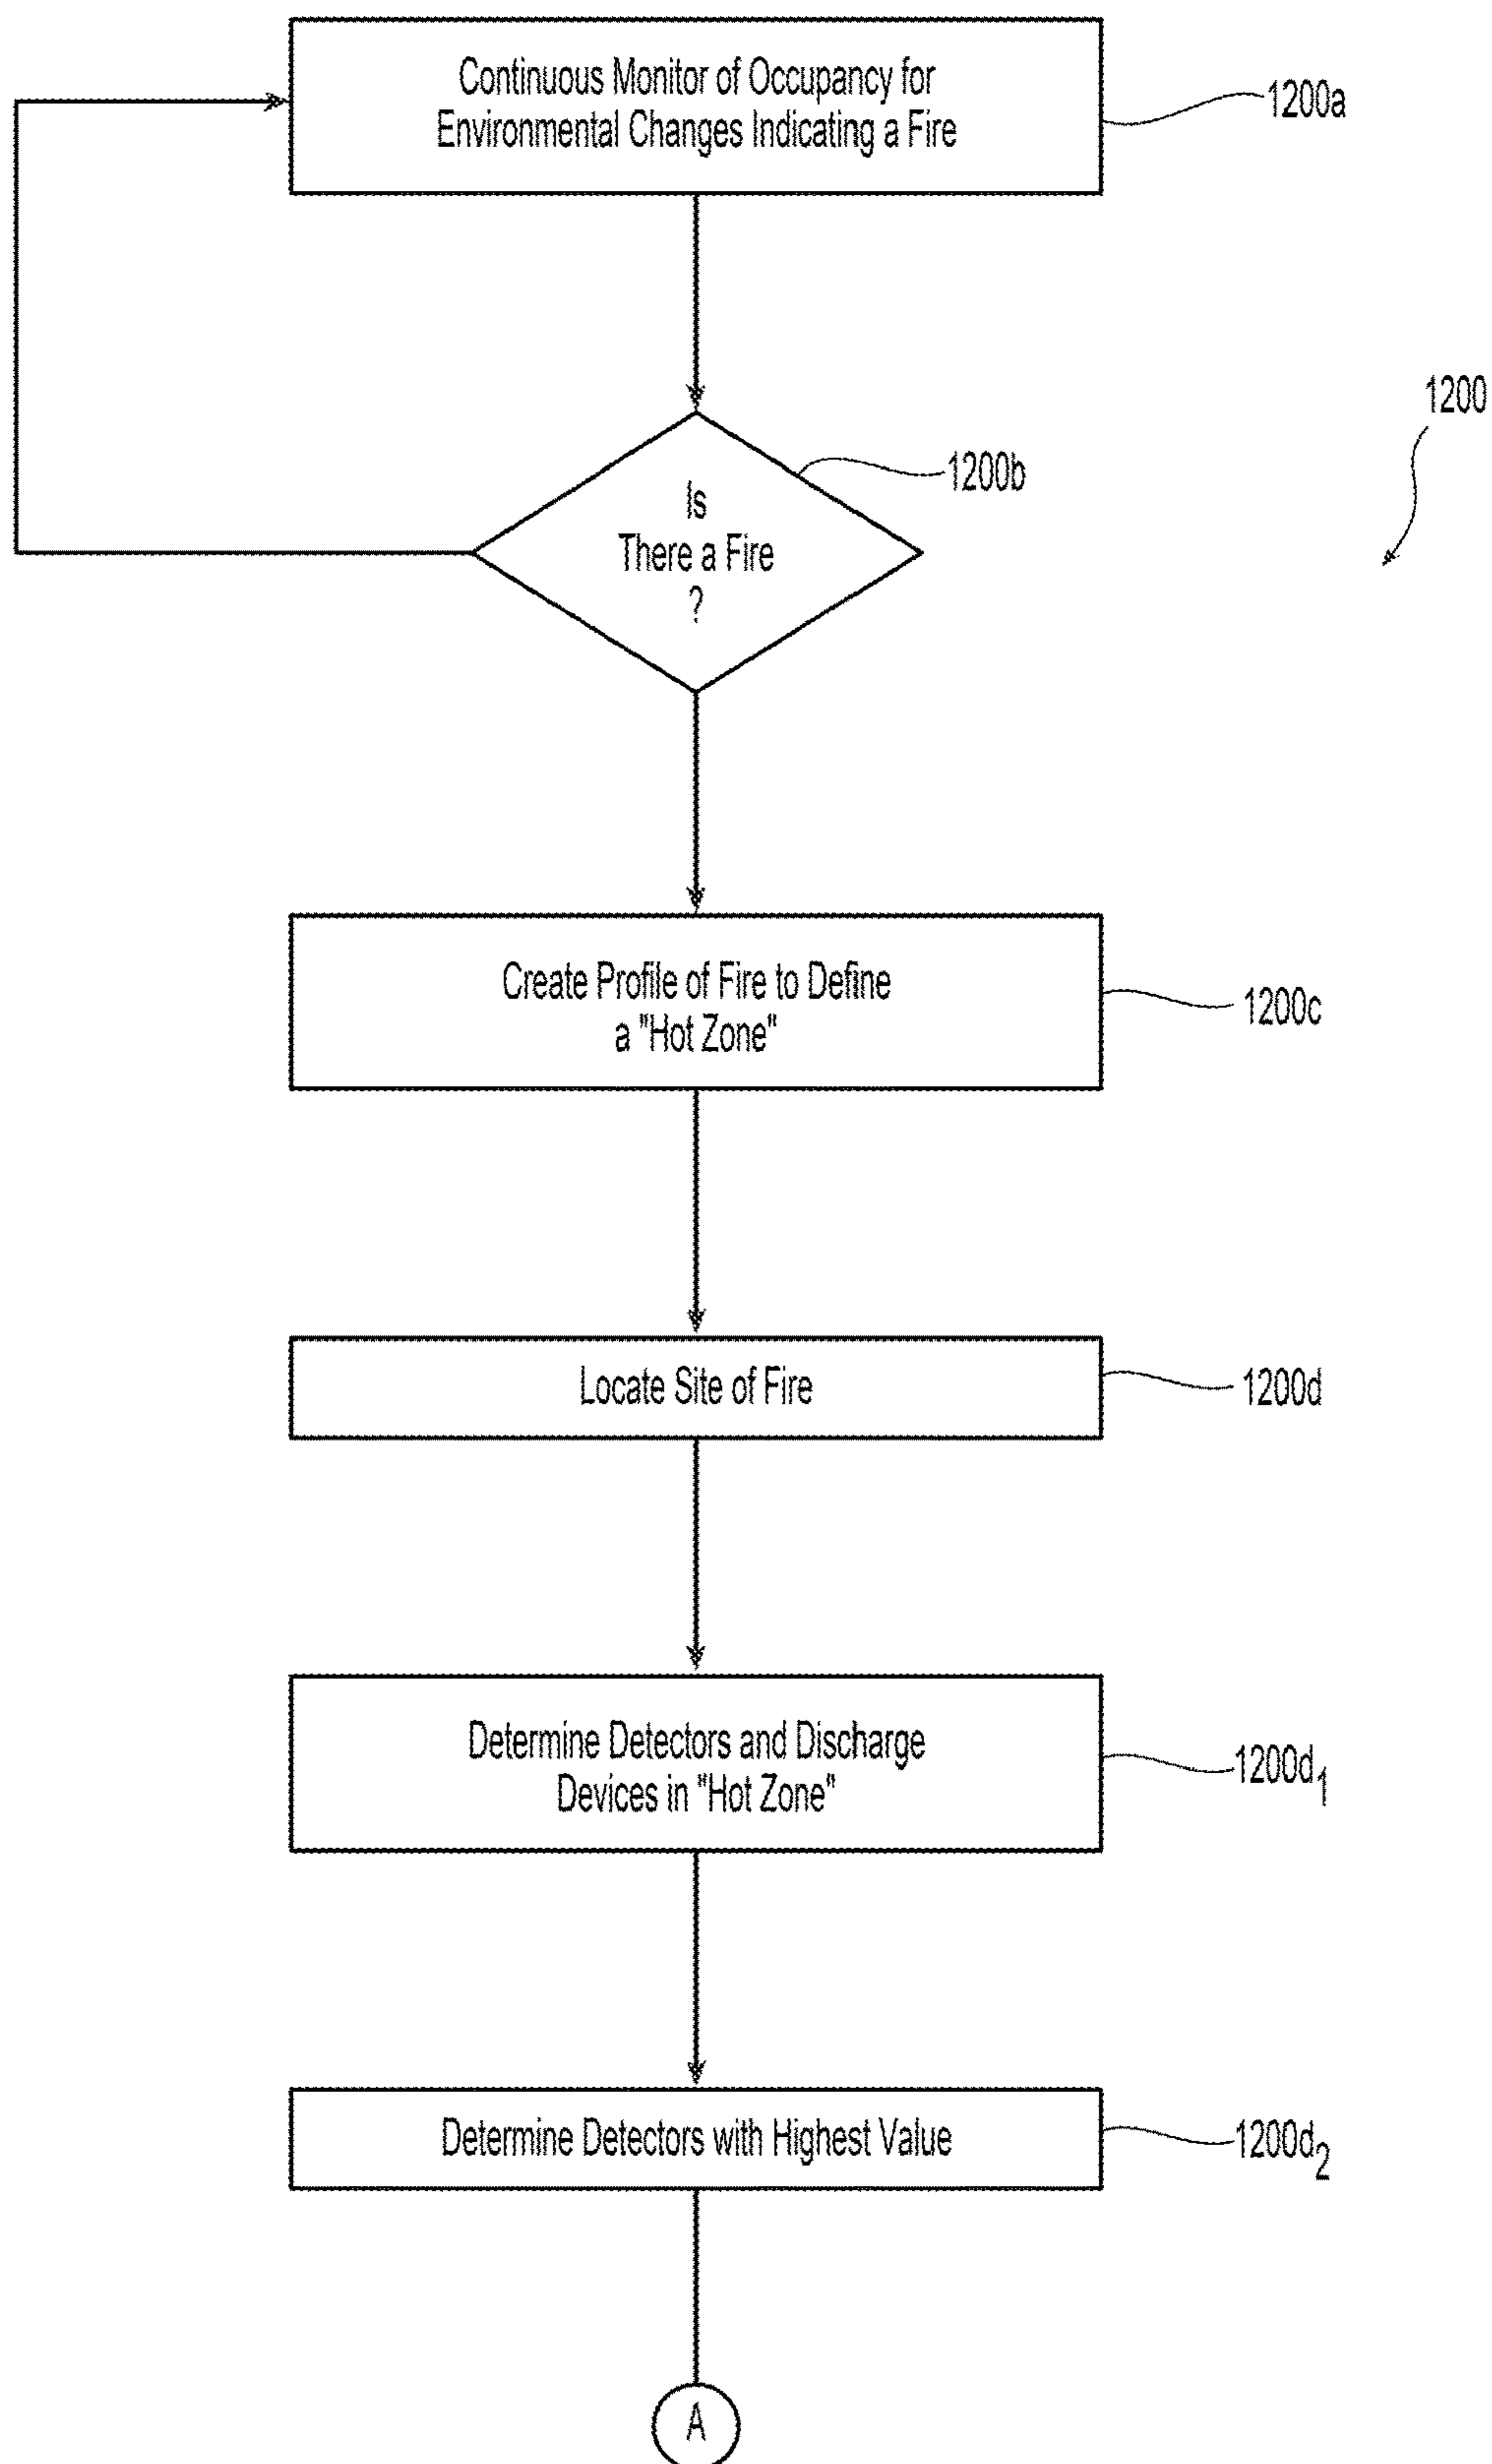 Continuous Monitor of Occupancy for
Environmental Changes Indicating a Fire
1200a
1200
1200b
Is
There a Fire
?
Create Profile of Fire to Define
a "Hot Zone"
1200c
Locate Site of Fire
1200d
Determine Detectors and Discharge
Devices in "Hot Zone"
1200d1
Determine Detectors with Highest Value
1200d2
A